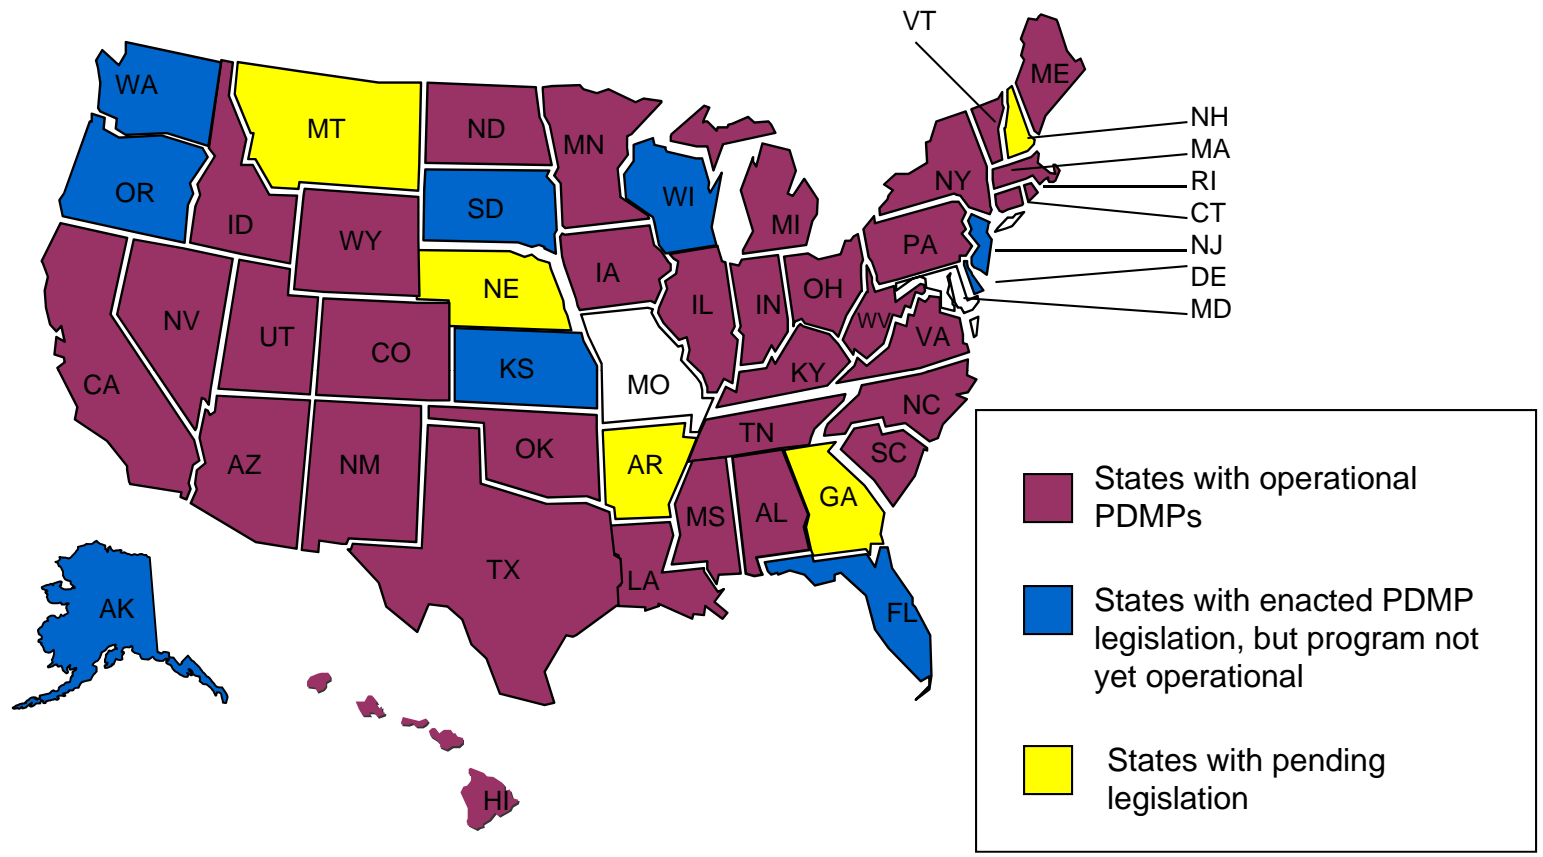 VT
ME
WA
NH
MT
ND
MN
MA
OR
NY
RI
ID
SD
WI
CT
WY
MI
PA
NJ
IA
DE
NE
OH
IL
IN
MD
NV
WV
UT
VA
CO
KS
KY
CA
MO
NC
TN
OK
SC
AZ
NM
AR
GA
MS
AL
States with operational
PDMPs
TX
LA
AK
FL
States with enacted PDMP
legislation, but program not
yet operational
HI
States with pending
legislation